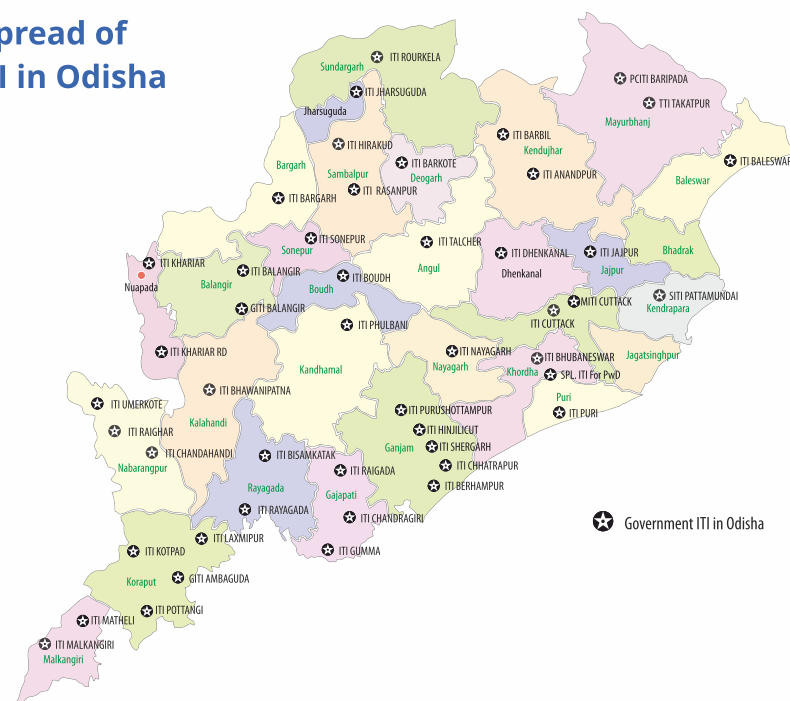 pread of
I in Odisha
ITI ROURKELA
Sundargarh
PCITI BARIPADA
ITI JHARSUGUDA
TTI TAKATPUR
Jharsuguda
Mayurbhanj
ITI BARBIL
ITI HIRAKUD
Kendujhar
ITI BARKOTE
ITI BALESWAR
Bargarh
Sambalpur
Deogarh
ITI ANANDPUR
Baleswar
ITI RASANPUR
ITI BARGARH
ITI SONEPUR
ITI TALCHER
Sonepur
ITI DHENKANAL
ITI JAJPUR
Bhadrak
ITI KHARIAR
ITI BALANGIR
Angul
Dhenkanal
Jajpur
ITI BOUDH
Nuapada
Balangir
Boudh
SITI PATTAMUNDAI
MITI CUTTACK
Kendrapara
GITI BALANGIR
ITI CUTTACK
ITI PHULBANI
ITI KHARIAR RD
ITI NAYAGARH
ITI BHUBANESWAR
Jagatsinghpur
Kandhamal
Nayagarh
Khordha
SPL. ITI For PwD
ITI BHAWANIPATNA
Puri
ITI UMERKOTE
ITI PURUSHOTTAMPUR
ITI PURI
Kalahandi
ITI RAIGHAR
ITI HINJILICUT
ITI CHANDAHANDI
ITI BISAMKATAK
Ganjam
ITI SHERGARH
Nabarangpur
ITI RAIGADA
ITI CHHATRAPUR
Rayagada
Gajapati
ITI BERHAMPUR
ITI RAYAGADA
ITI CHANDRAGIRI
Government ITI in Odisha
ITI LAXMIPUR
ITI KOTPAD
ITI GUMMA
Koraput
GITI AMBAGUDA
ITI POTTANGI
ITI MATHELI
ITI MALKANGIRI
Malkangiri